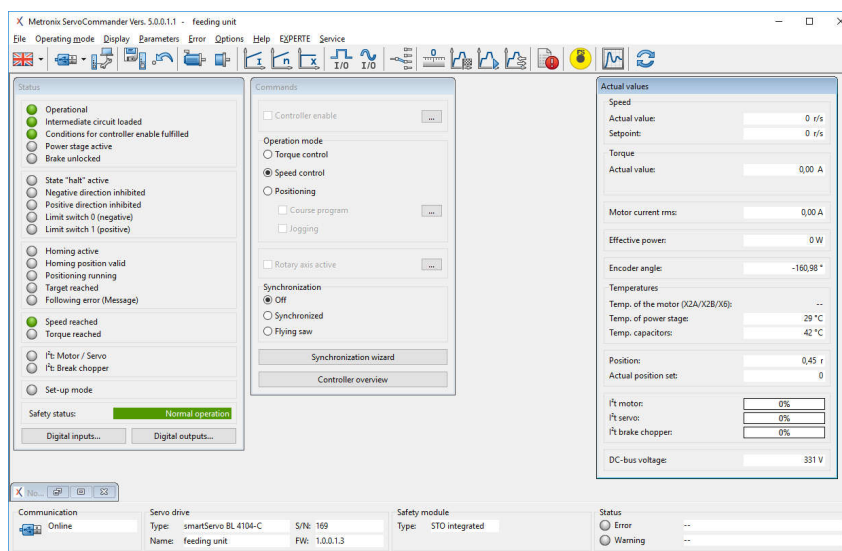 Metronix ServoCommander Vers. 5.0.0.1.1 - feeding unit
File Operating mode Display Parameters Error Options Help EXPERTE Service
I n x I/O I/O 0
Status
Operational
Intermediate circuit loaded
Conditions for controller enable fulfilled
Power stage active
Brake unlocked
State "halt" active
Negative direction inhibited
Positive direction inhibited
Limit switch 0 (negative)
Limit switch 1 (positive)
Homing active
Homing position valid
Positioning running
Target reached
Following error (Message)
Speed reached
Torque reached
I²t: Motor / Servo
I²t: Break chopper
Set-up mode
Safety status: Normal operation
Digital inputs... Digital outputs...
Commands
Controller enable ...
Operation mode
Torque control
Speed control
Positioning
Course program ...
Jogging
Rotary axis active ...
Synchronization
Off
Synchronized
Flying saw
Synchronization wizard
Controller overview
Actual values
Speed
Actual value: 0 r/s
Setpoint: 0 r/s
Torque
Actual value: 0,00 A
Motor current rms: 0,00 A
Effective power: 0 W
Encoder angle: -160,98 °
Temperatures
Temp. of the motor (X2A/X2B/X6): --
Temp. of power stage: 29 °C
Temp. capacitors: 42 °C
Position: 0,45 r
Actual position set: 0
I²t motor: 0%
I²t servo: 0%
I²t brake chopper: 0%
DC-bus voltage: 331 V
No...
Communication
Online
Servo drive
Type: smartServo BL 4104-C S/N: 169
Name: feeding unit FW: 1.0.0.1.3
Safety module
Type: STO integrated
Status
Error --
Warning --